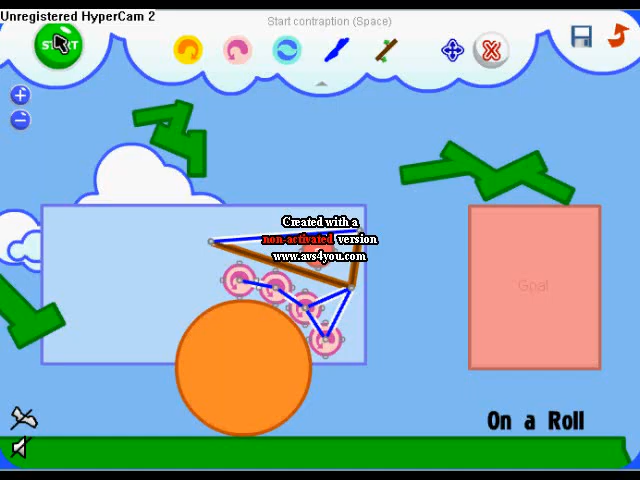 Unregistered HyperCam 2
Start contraption (Space)
START
Created with a
non-activated version
www.avs4you.com
Goal
On a Roll